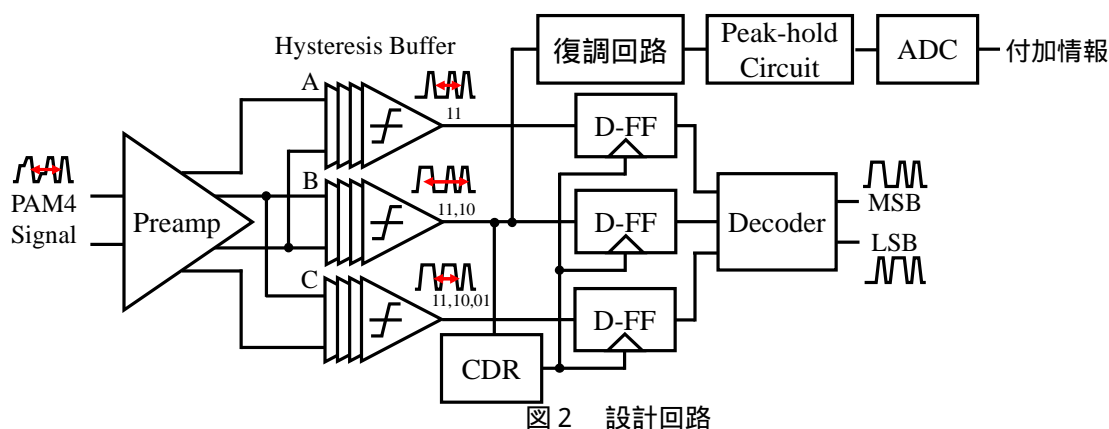 Hysteresis Buffer
復調回路
Peak-hold
Circuit
ADC
付加情報
A
11
D-FF
PAM4
Signal
Preamp
B
11,10
D-FF
Decoder
MSB
LSB
C
11,10,01
D-FF
CDR
図2 設計回路